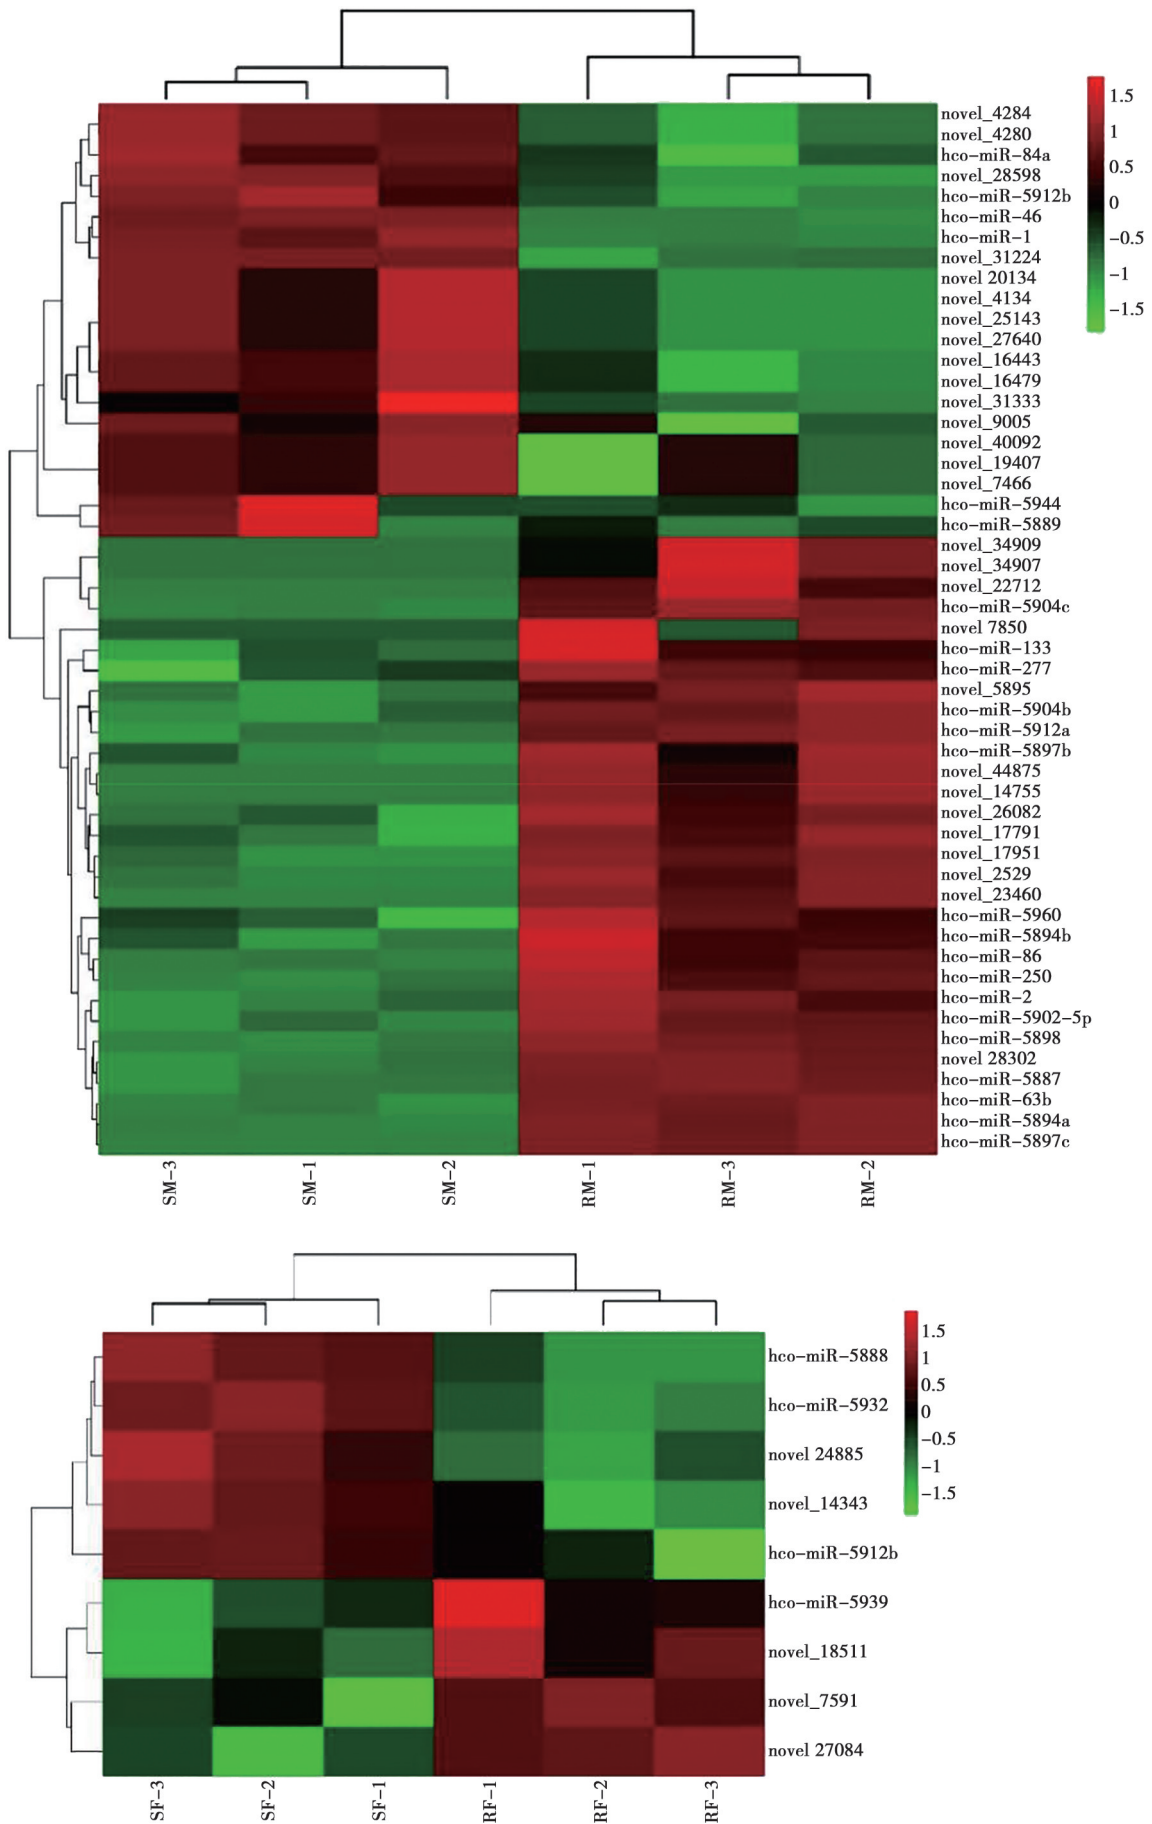 1.5
1
0.5
0
−0.5
−1
−1.5
novel_4284
novel_4280
hco−miR−84a
novel_28598
hco−miR−5912b
hco−miR−46
hco−miR−1
novel_31224
novel 20134
novel_4134
novel_25143
novel_27640
novel_16443
novel_16479
novel_31333
novel_9005
novel_40092
novel_19407
novel_7466
hco−miR−5944
hco−miR−5889
novel_34909
novel_34907
novel_22712
hco−miR−5904c
novel 7850
hco−miR−133
hco−miR−277
novel_5895
hco−miR−5904b
hco−miR−5912a
hco−miR−5897b
novel_44875
novel_14755
novel_26082
novel_17791
novel_17951
novel_2529
novel_23460
hco−miR−5960
hco−miR−5894b
hco−miR−86
hco−miR−250
hco−miR−2
hco−miR−5902−5p
hco−miR−5898
novel 28302
hco−miR−5887
hco−miR−63b
hco−miR−5894a
hco−miR−5897c
SM−3
SM−1
SM−2
RM−1
RM−3
RM−2
1.5
1
0.5
0
−0.5
−1
−1.5
hco−miR−5888
hco−miR−5932
novel 24885
novel_14343
hco−miR−5912b
hco−miR−5939
novel_18511
novel_7591
novel 27084
SF−3
SF−2
SF−1
RF−1
RF−2
RF−3